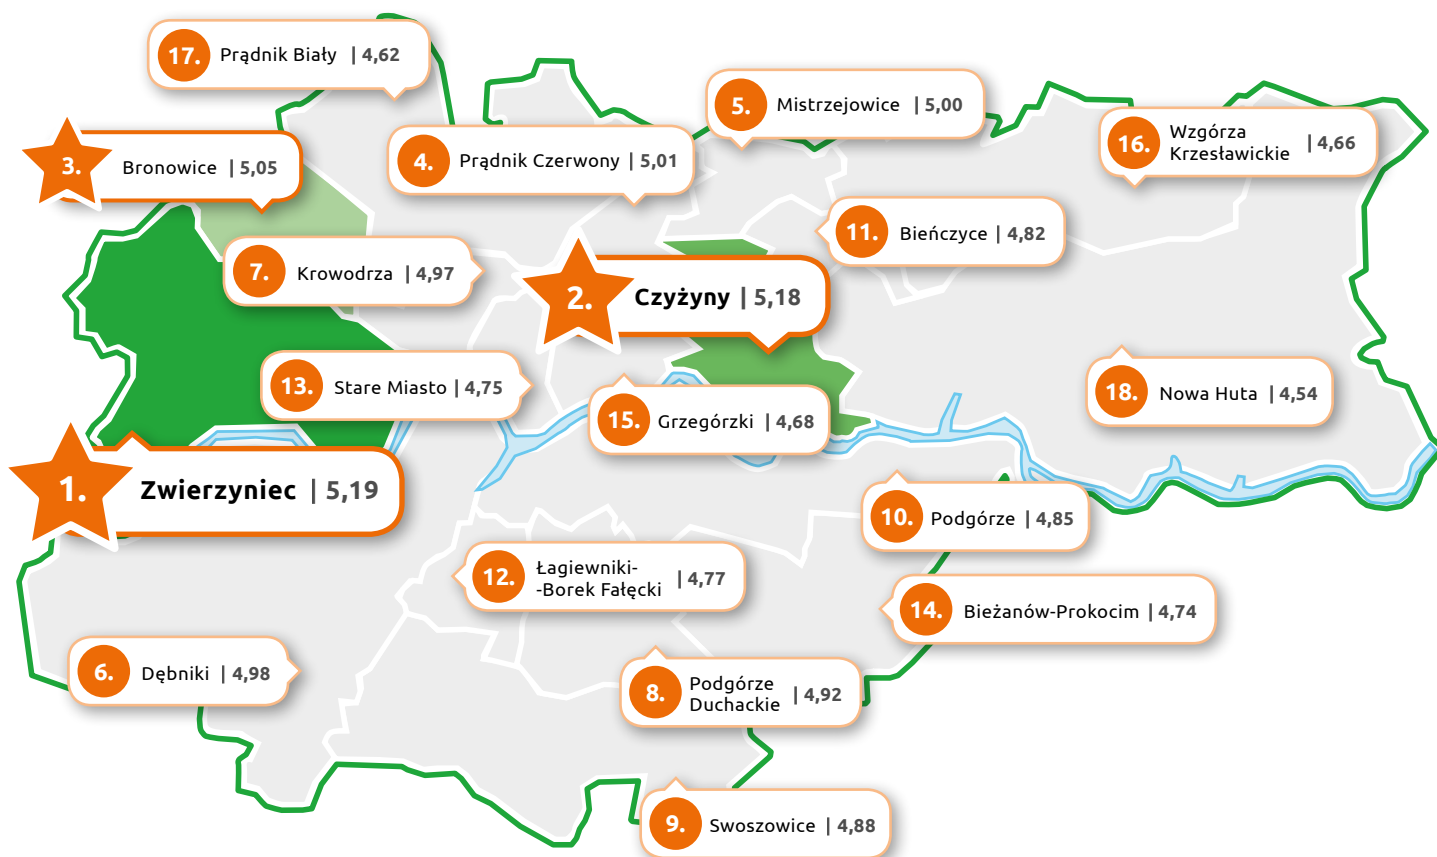 17. Prądnik Biały | 4,62
5. Mistrzejowice | 5,00
16. Wzgórza
Krzesławickie | 4,66
3. Bronowice | 5,05
4. Prądnik Czerwony | 5,01
11. Bieńczyce | 4,82
7. Krowodrza | 4,97
2. Czyżyny | 5,18
13. Stare Miasto | 4,75
18. Nowa Huta | 4,54
15. Grzegórzki | 4,68
1. Zwierzyniec | 5,19
10. Podgórze | 4,85
12. Łagiewniki-
-Borek Fałęcki | 4,77
14. Bieżanów-Prokocim | 4,74
6. Dębniki | 4,98
8. Podgórze
Duchackie | 4,92
9. Swoszowice | 4,88